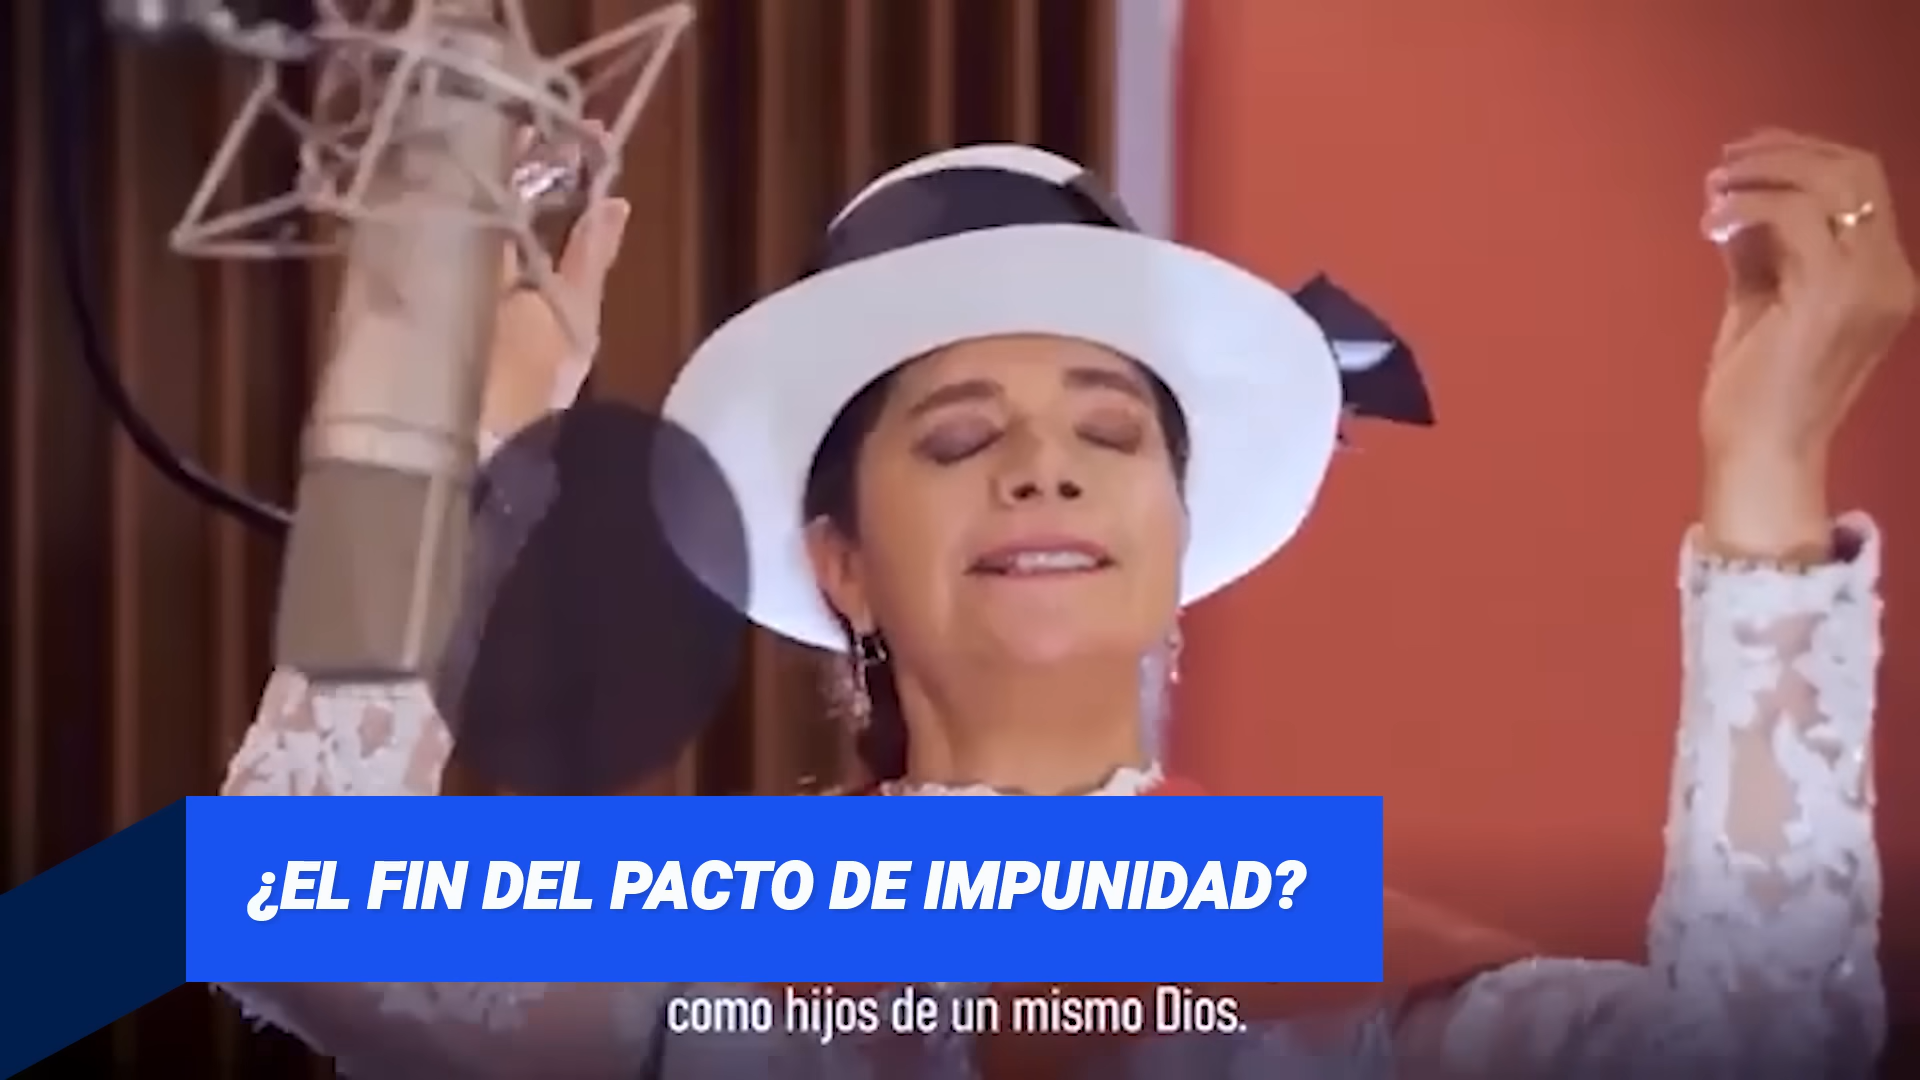 ¿EL FIN DEL PACTO DE IMPUNIDAD?
como hijos de un mismo Dios.